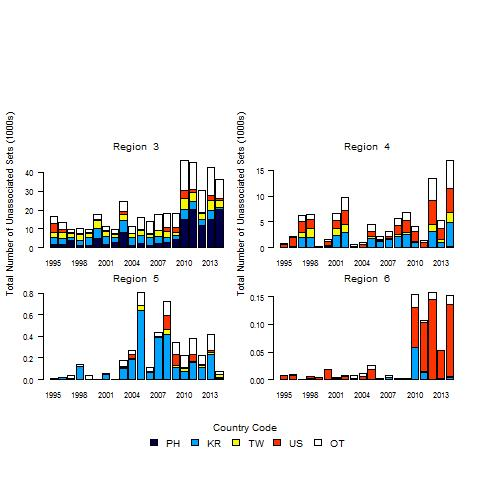 Total Number of Unassociated Sets (1000s)
Total Number of Unassociated Sets (1000s)
Region 3
40
30
20
10
0
1995 1998 2001 2004 2007 2010 2013
Region 4
15
10
5
0
1995 1998 2001 2004 2007 2010 2013
Region 5
0.8
0.6
0.4
0.2
0.0
1995 1998 2001 2004 2007 2010 2013
Region 6
0.15
0.10
0.05
0.00
1995 1998 2001 2004 2007 2010 2013
Country Code
PH KR TW US OT